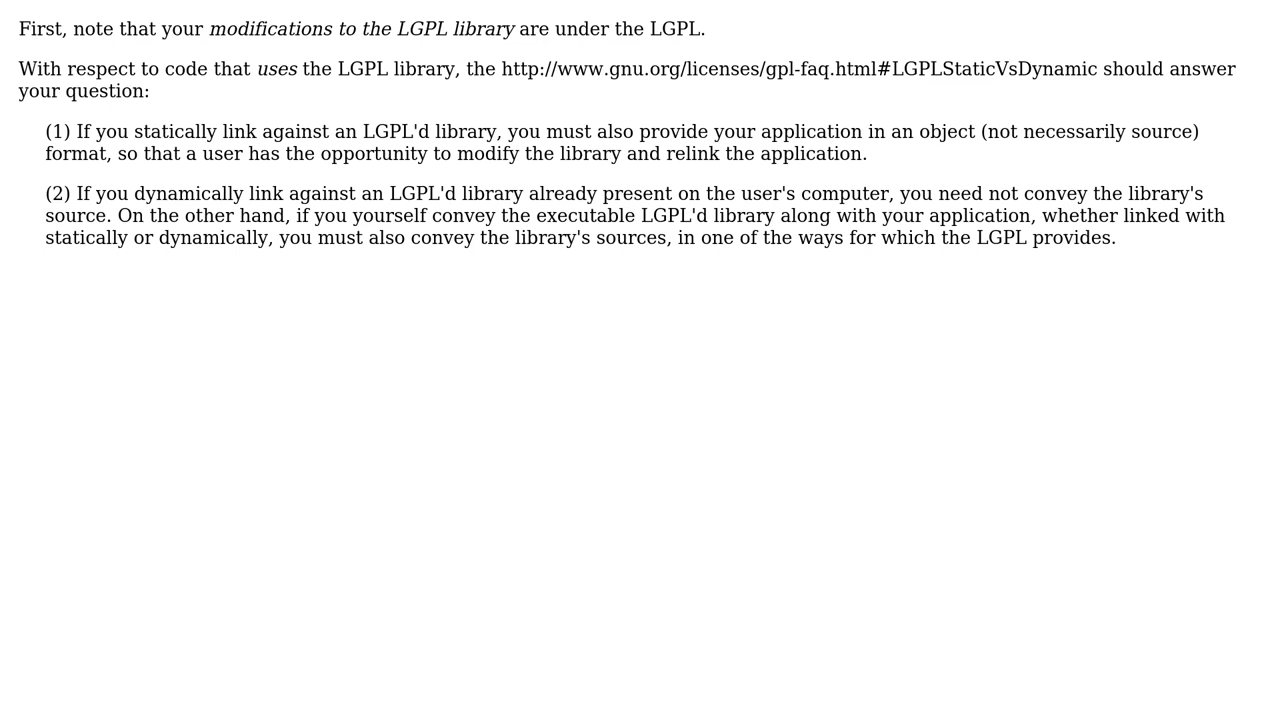 First, note that your modifications to the LGPL library are under the LGPL.
With respect to code that uses the LGPL library, the http://www.gnu.org/licenses/gpl-faq.html#LGPLStaticVsDynamic should answer
your question:
(1) If you statically link against an LGPL'd library, you must also provide your application in an object (not necessarily source)
format, so that a user has the opportunity to modify the library and relink the application.
(2) If you dynamically link against an LGPL'd library already present on the user's computer, you need not convey the library's
source. On the other hand, if you yourself convey the executable LGPL'd library along with your application, whether linked with
statically or dynamically, you must also convey the library's sources, in one of the ways for which the LGPL provides.